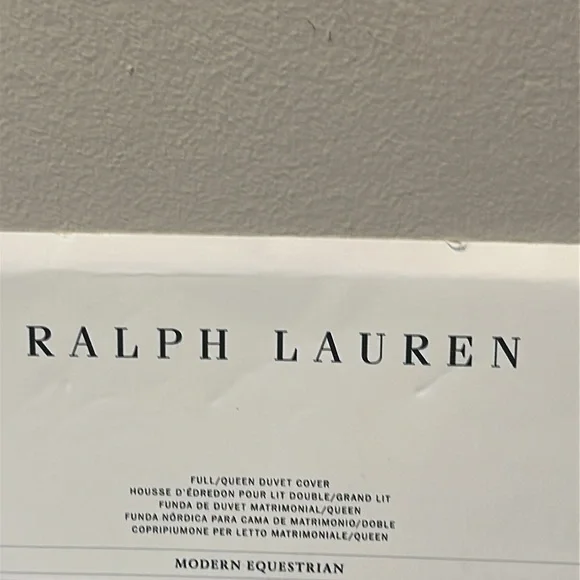 RALPH LAUREN
FULL/QUEEN DUVET COVER
HOUSSE D'ÉDREDON POUR LIT DOUBLE/GRAND LIT
FUNDA DE DUVET MATRIMONIAL/QUEEN
FUNDA NÓRDICA PARA CAMA DE MATRIMONIO/DOBLE
COPRIPIUMONE PER LETTO MATRIMONIALE/QUEEN
MODERN EQUESTRIAN